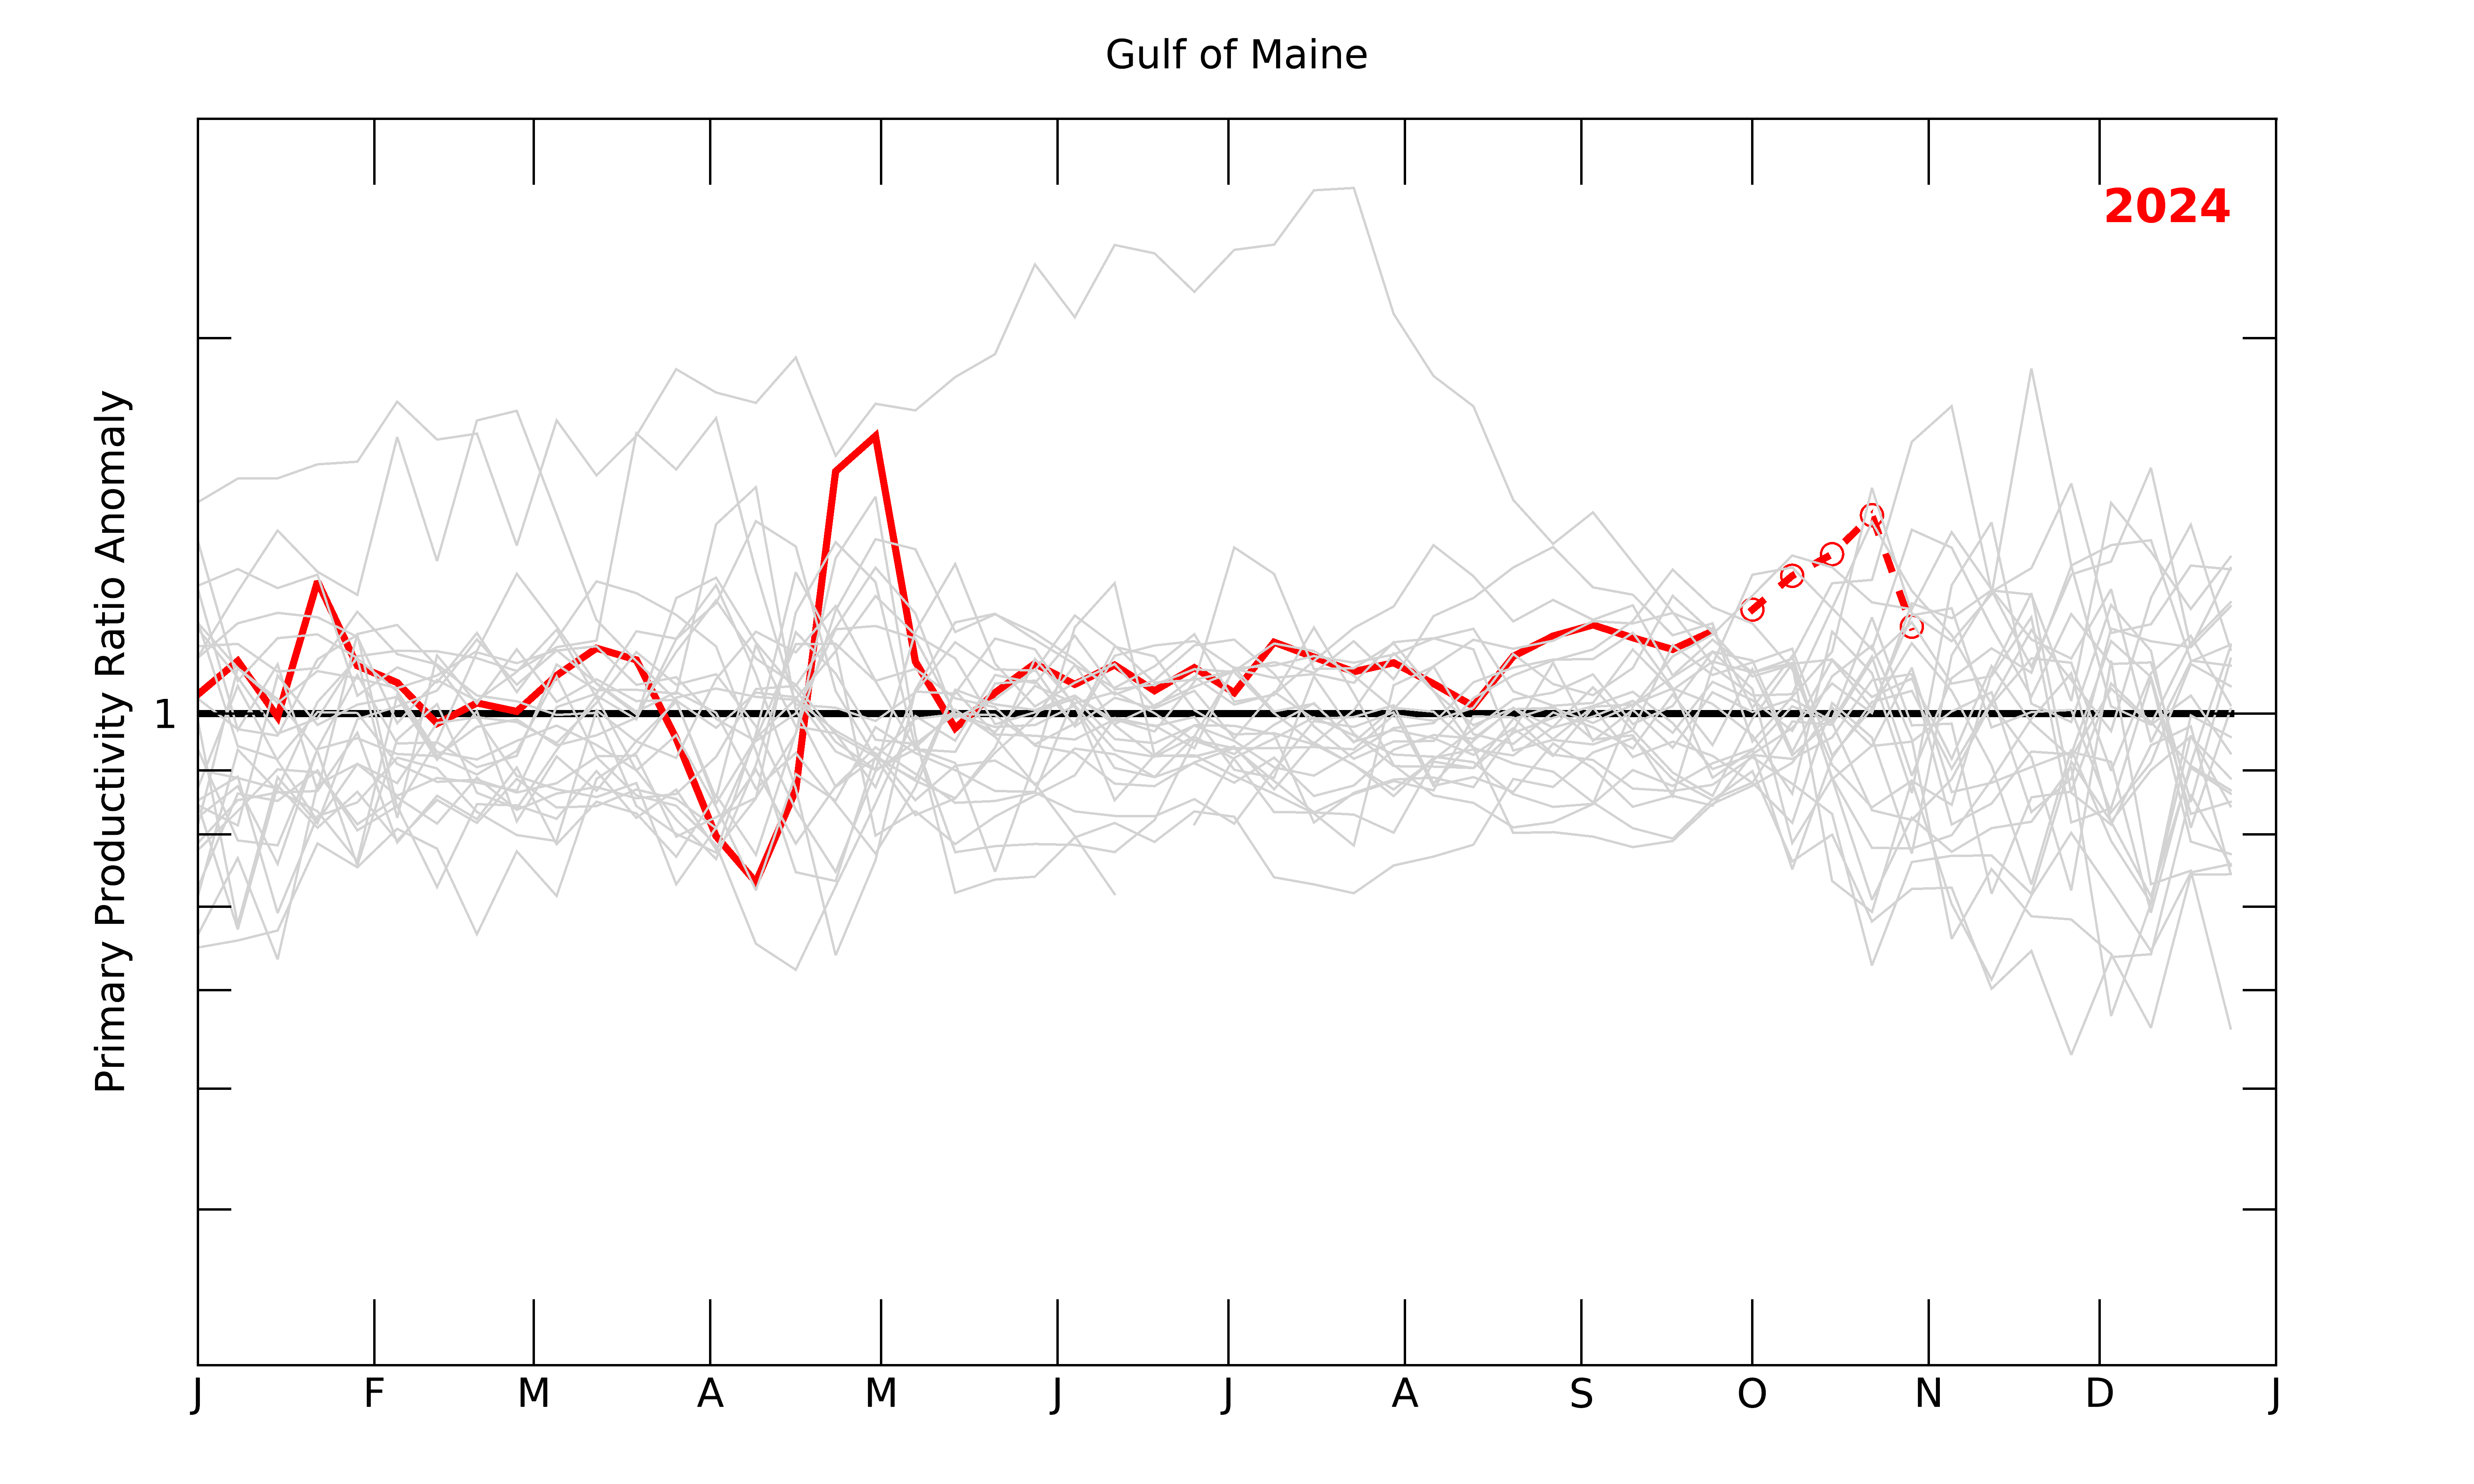 Gulf of Maine
2024
Primary Productivity Ratio Anomaly
1
J F M A M J J A S O N D J